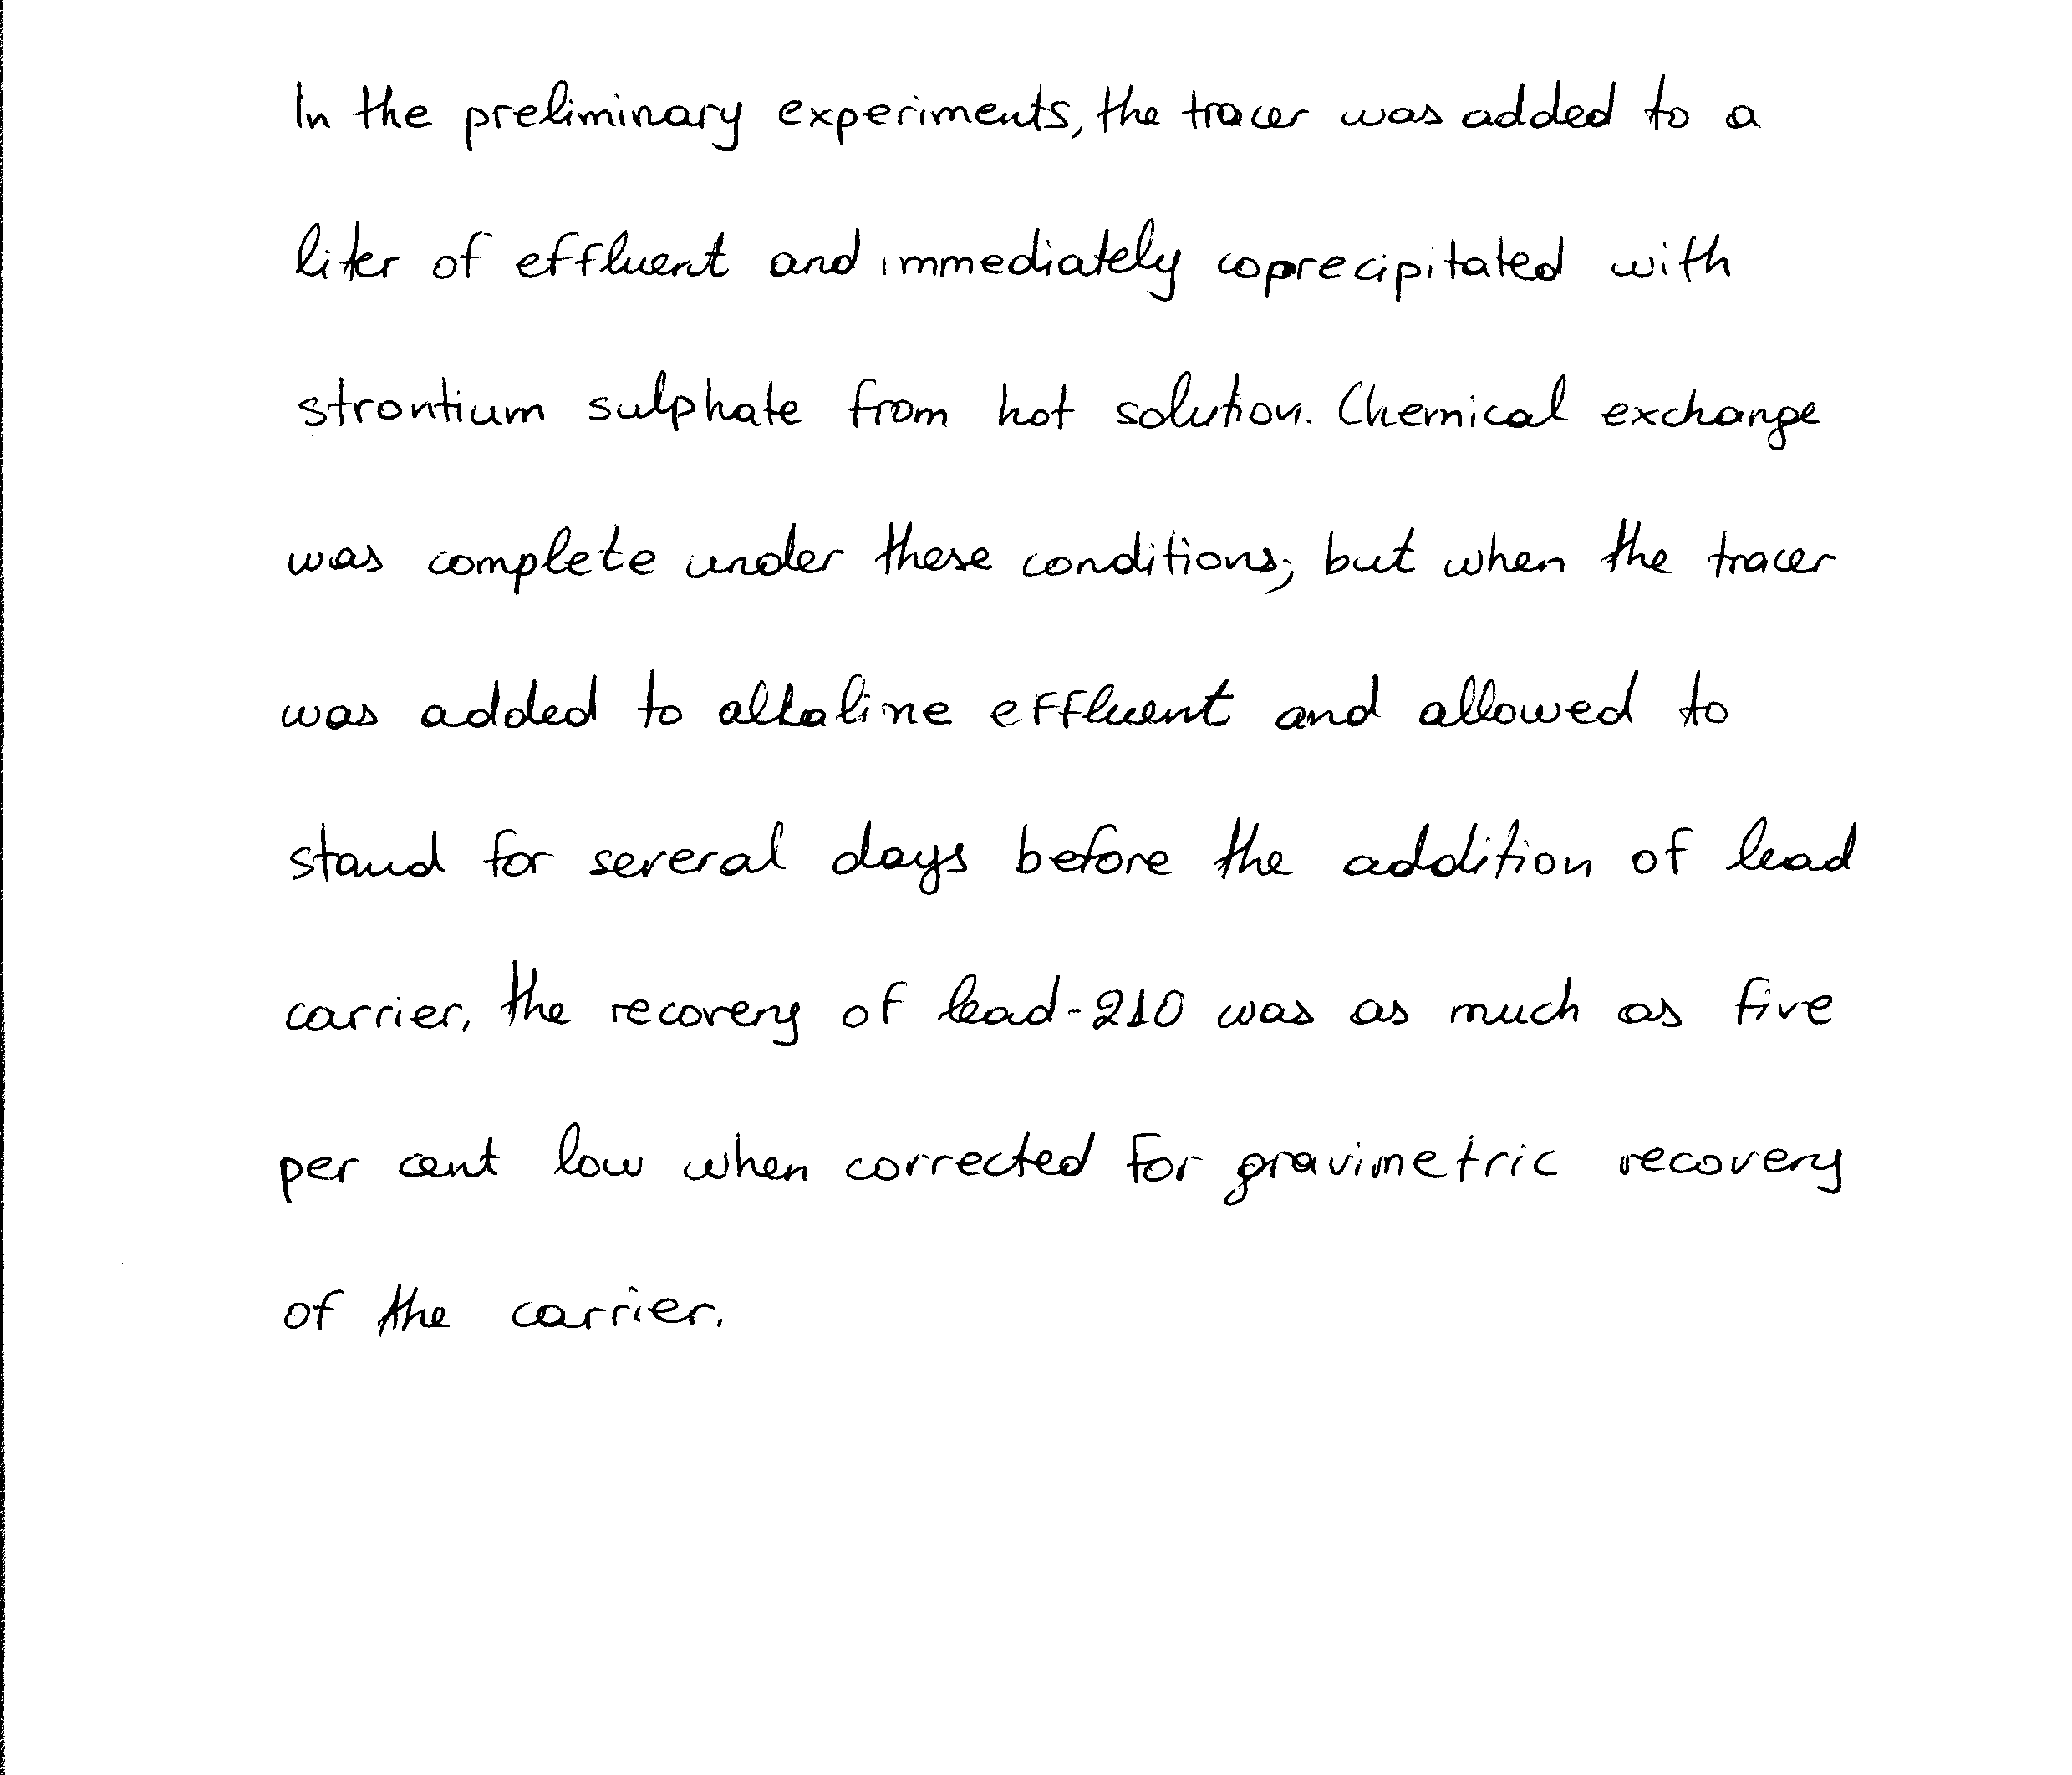 In the preliminary experiments, the tracer was added to a
liter of effluent and immediately coprecipitated with
strontium sulphate from hot solution. Chemical exchange
was complete under these conditions; but when the tracer
was added to alkaline effluent and allowed to
stand for several days before the addition of lead
carrier, the recovery of lead-210 was as much as five
per cent low when corrected for gravimetric recovery
of the carrier.